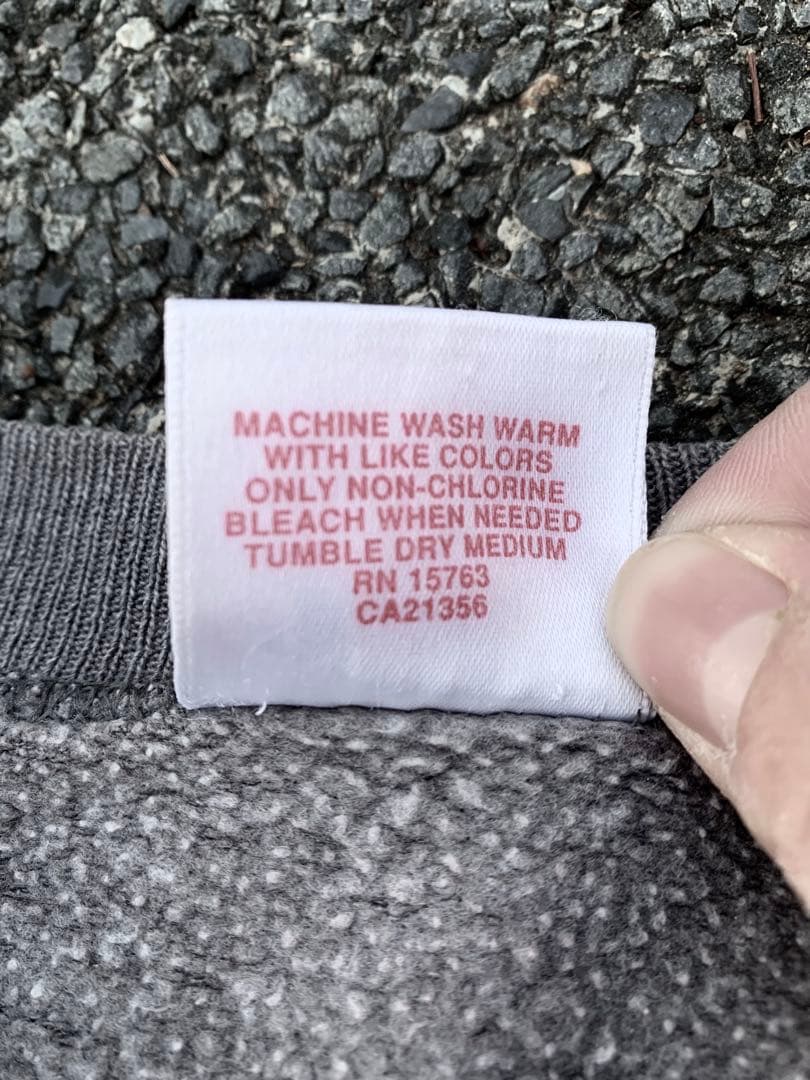 MACHINE WASH WARM
WITH LIKE COLORS
ONLY NON-CHLORINE
BLEACH WHEN NEEDED
TUMBLE DRY MEDIUM
RN 15763
CA21356